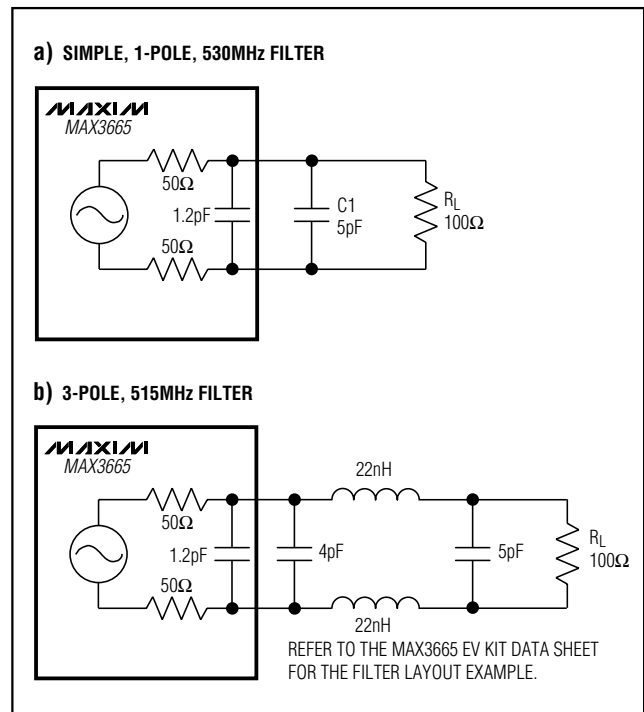 a) SIMPLE, 1-POLE, 530MHz FILTER
MAXIM
MAX3665
50Ω
1.2pF
C1
5pF
RL
100Ω
50Ω
b) 3-POLE, 515MHz FILTER
MAXIM
MAX3665
22nH
50Ω
1.2pF
4pF
5pF
RL
100Ω
50Ω
22nH
REFER TO THE MAX3665 EV KIT DATA SHEET
FOR THE FILTER LAYOUT EXAMPLE.